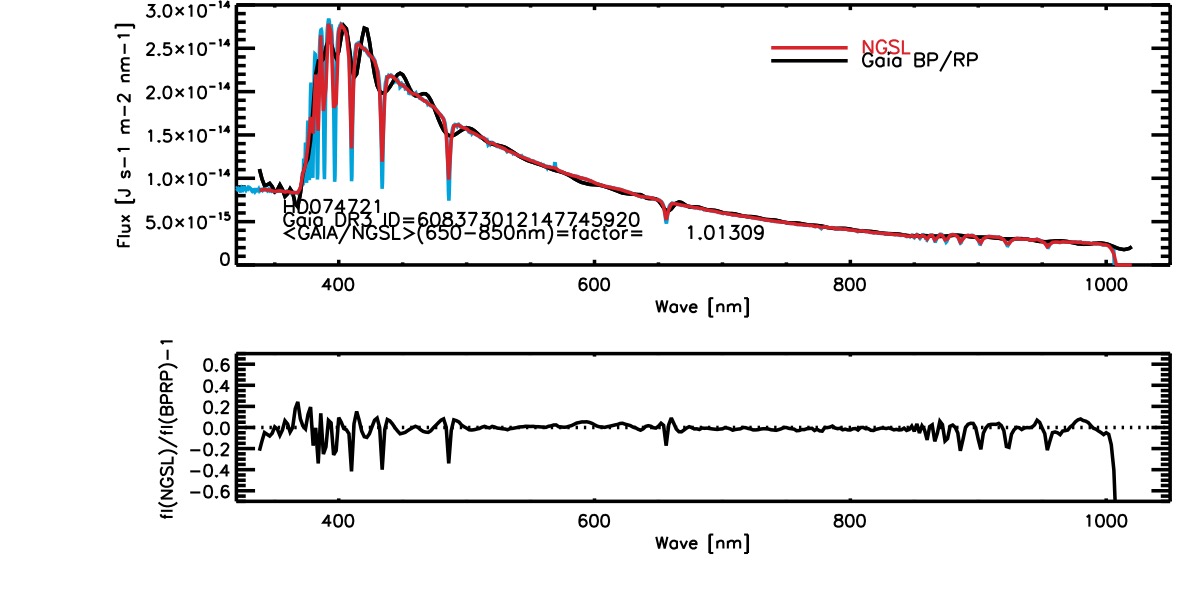 3.0×10−14
2.5×10−14
2.0×10−14
1.5×10−14
1.0×10−14
5.0×10−15
0
Flux [J s−1 m−2 nm−1]
NGSL
Gaia BP/RP
HD074721
Gaia DR3 ID=608373012147745920
<GAIA/NGSL>(650−850nm)=factor= 1.01309
400 600 800 1000
Wave [nm]
0.6
0.4
0.2
0.0
−0.2
−0.4
−0.6
fl(NGSL)/fl(BPRP)−1
400 600 800 1000
Wave [nm]